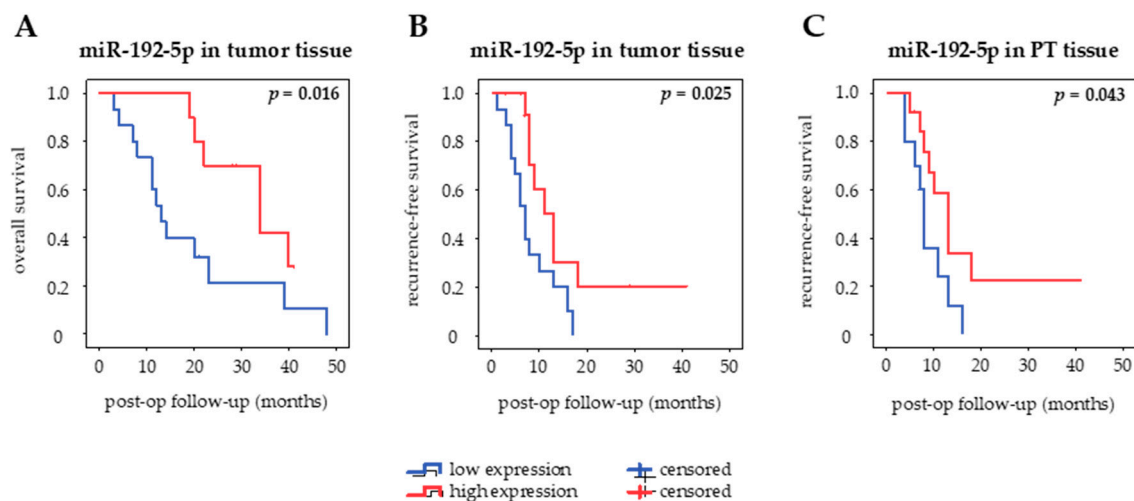 A
miR-192-5p in tumor tissue
p = 0.016
overall survival
1.0
0.8
0.6
0.4
0.2
0
0 10 20 30 40 50
post-op follow-up (months)
B
miR-192-5p in tumor tissue
p = 0.025
recurrence-free survival
1.0
0.8
0.6
0.4
0.2
0
0 10 20 30 40 50
post-op follow-up (months)
C
miR-192-5p in PT tissue
p = 0.043
recurrence-free survival
1.0
0.8
0.6
0.4
0.2
0
0 10 20 30 40 50
post-op follow-up (months)
low expression censored
high expression censored